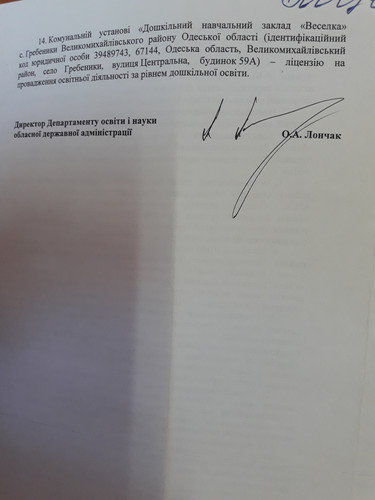 14. Комунальній установі «Дошкільний навчальний заклад «Веселка»
с. Гребеники Великомихайлівського району Одеської області (ідентифікаційний
код юридичної особи 39489743, 67144, Одеська область, Великомихайлівський
район, село Гребеники, вулиця Центральна, будинок 59А) – ліцензію на
провадження освітньої діяльності за рівнем дошкільної освіти.
Директор Департаменту освіти і науки
обласної державної адміністрації
О.А. Лончак